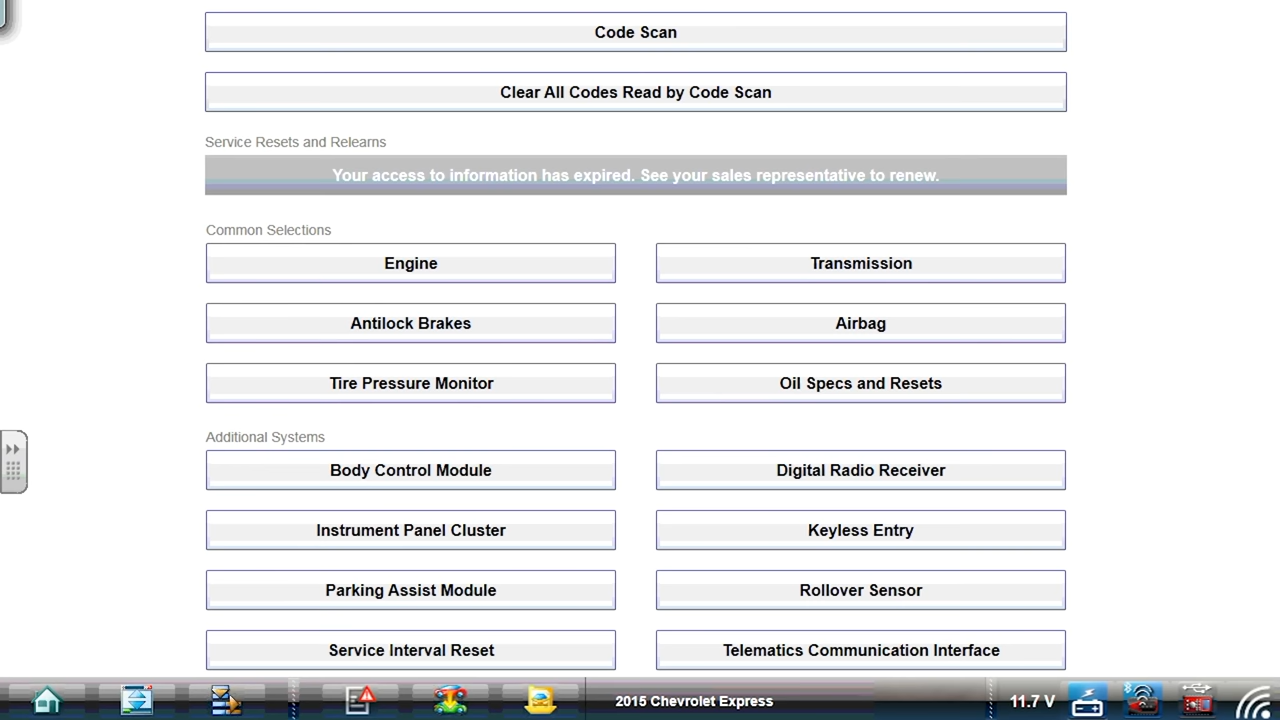 Code Scan
Clear All Codes Read by Code Scan
Service Resets and Relearns
Your access to information has expired. See your sales representative to renew.
Common Selections
Engine
Transmission
Antilock Brakes
Airbag
Tire Pressure Monitor
Oil Specs and Resets
Additional Systems
Body Control Module
Digital Radio Receiver
Instrument Panel Cluster
Keyless Entry
Parking Assist Module
Rollover Sensor
Service Interval Reset
Telematics Communication Interface
2015 Chevrolet Express
11.7 V